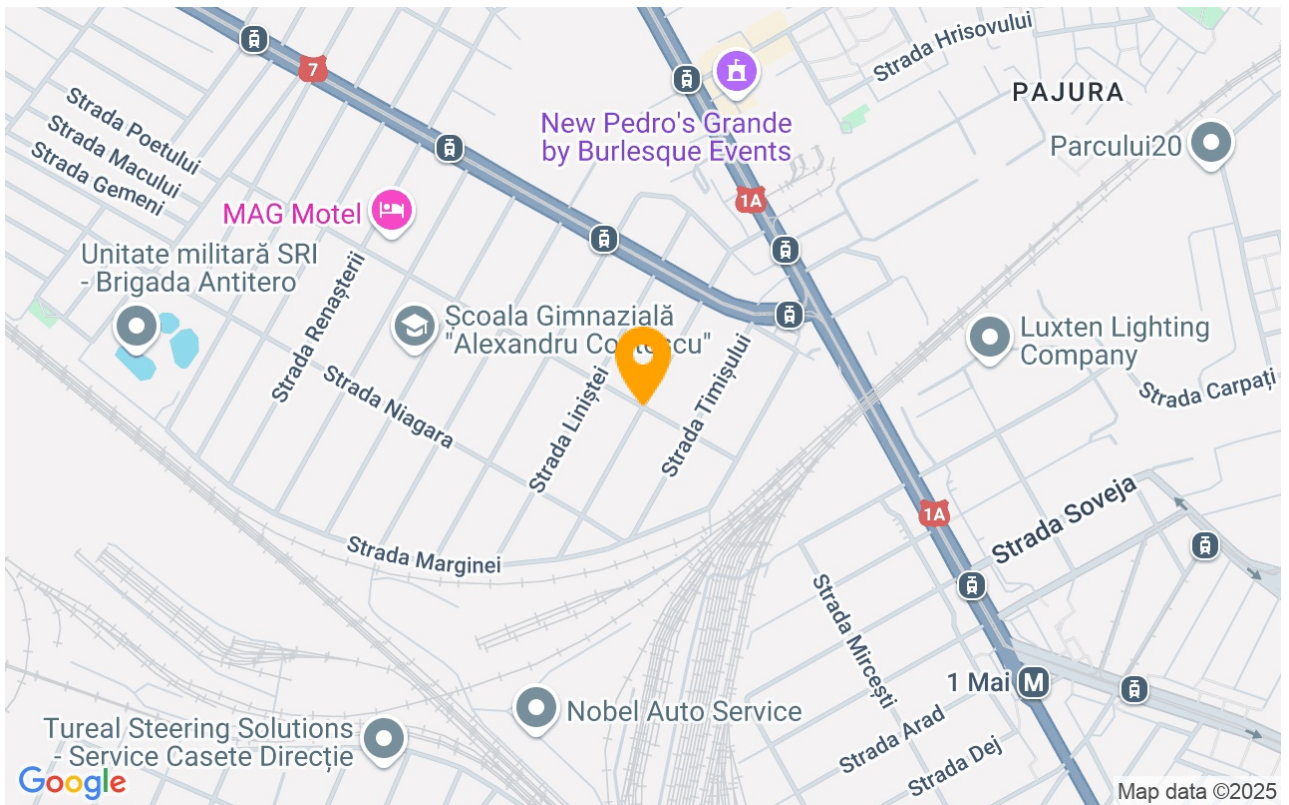 Strada Hrisovului
7
PAJURA
Strada Poetului
New Pedro's Grande
by Burlesque Events
Parcului20
Strada Macului
Strada Gemeni
1A
MAG Motel
Unitate militară SRI
- Brigada Antitero
Strada Renașterii
Școala Gimnazială
"Alexandru
Luxten Lighting
Company
Strada Timișului
Strada Liniștei
Strada Carpați
Strada Niagara
Strada Soveja
1A
Strada Marginei
Strada Mircești
1 Mai M
Nobel Auto Service
Strada Arad
Tureal Steering Solutions
- Service Casete Direcție
Strada Dej
Google
Map data ©2025